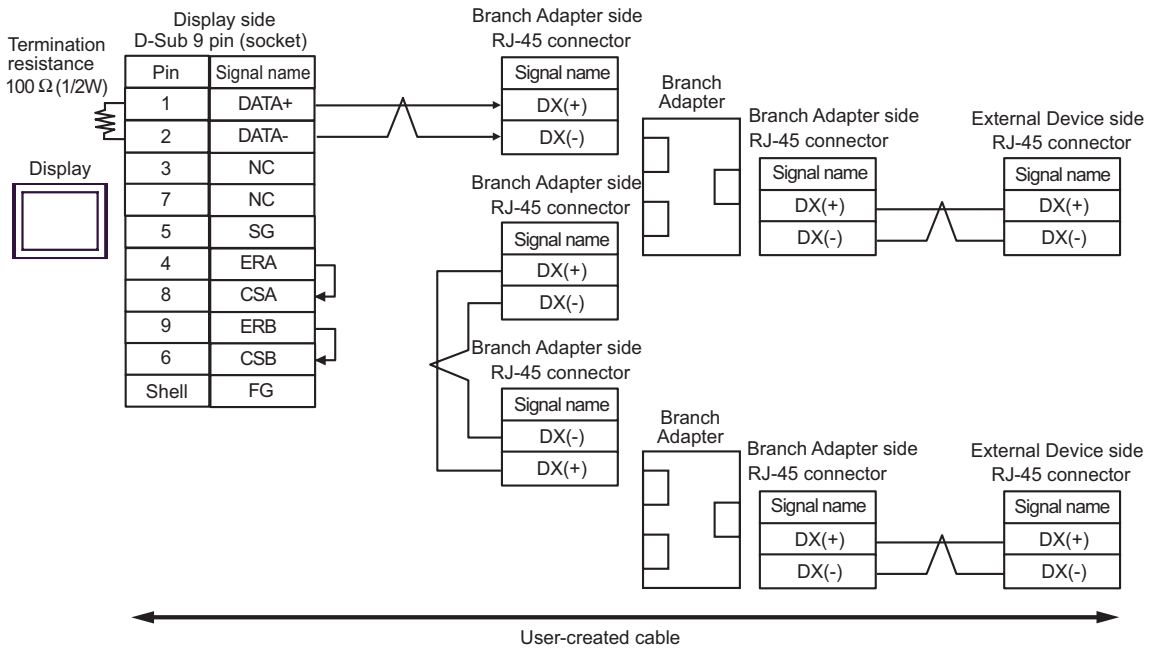 Display side
D-Sub 9 pin (socket)
Termination
resistance
100 Ω (1/2W)
Pin Signal name
1 DATA+
2 DATA-
3 NC
7 NC
5 SG
4 ERA
8 CSA
9 ERB
6 CSB
Shell FG
Display
Branch Adapter side
RJ-45 connector
Signal name
DX(+)
DX(-)
Branch Adapter side
RJ-45 connector
Signal name
DX(+)
DX(-)
Branch Adapter side
RJ-45 connector
Signal name
DX(-)
DX(+)
Branch
Adapter
Branch Adapter side
RJ-45 connector
Signal name
DX(+)
DX(-)
External Device side
RJ-45 connector
Signal name
DX(+)
DX(-)
Branch
Adapter
Branch Adapter side
RJ-45 connector
Signal name
DX(+)
DX(-)
External Device side
RJ-45 connector
Signal name
DX(+)
DX(-)
User-created cable